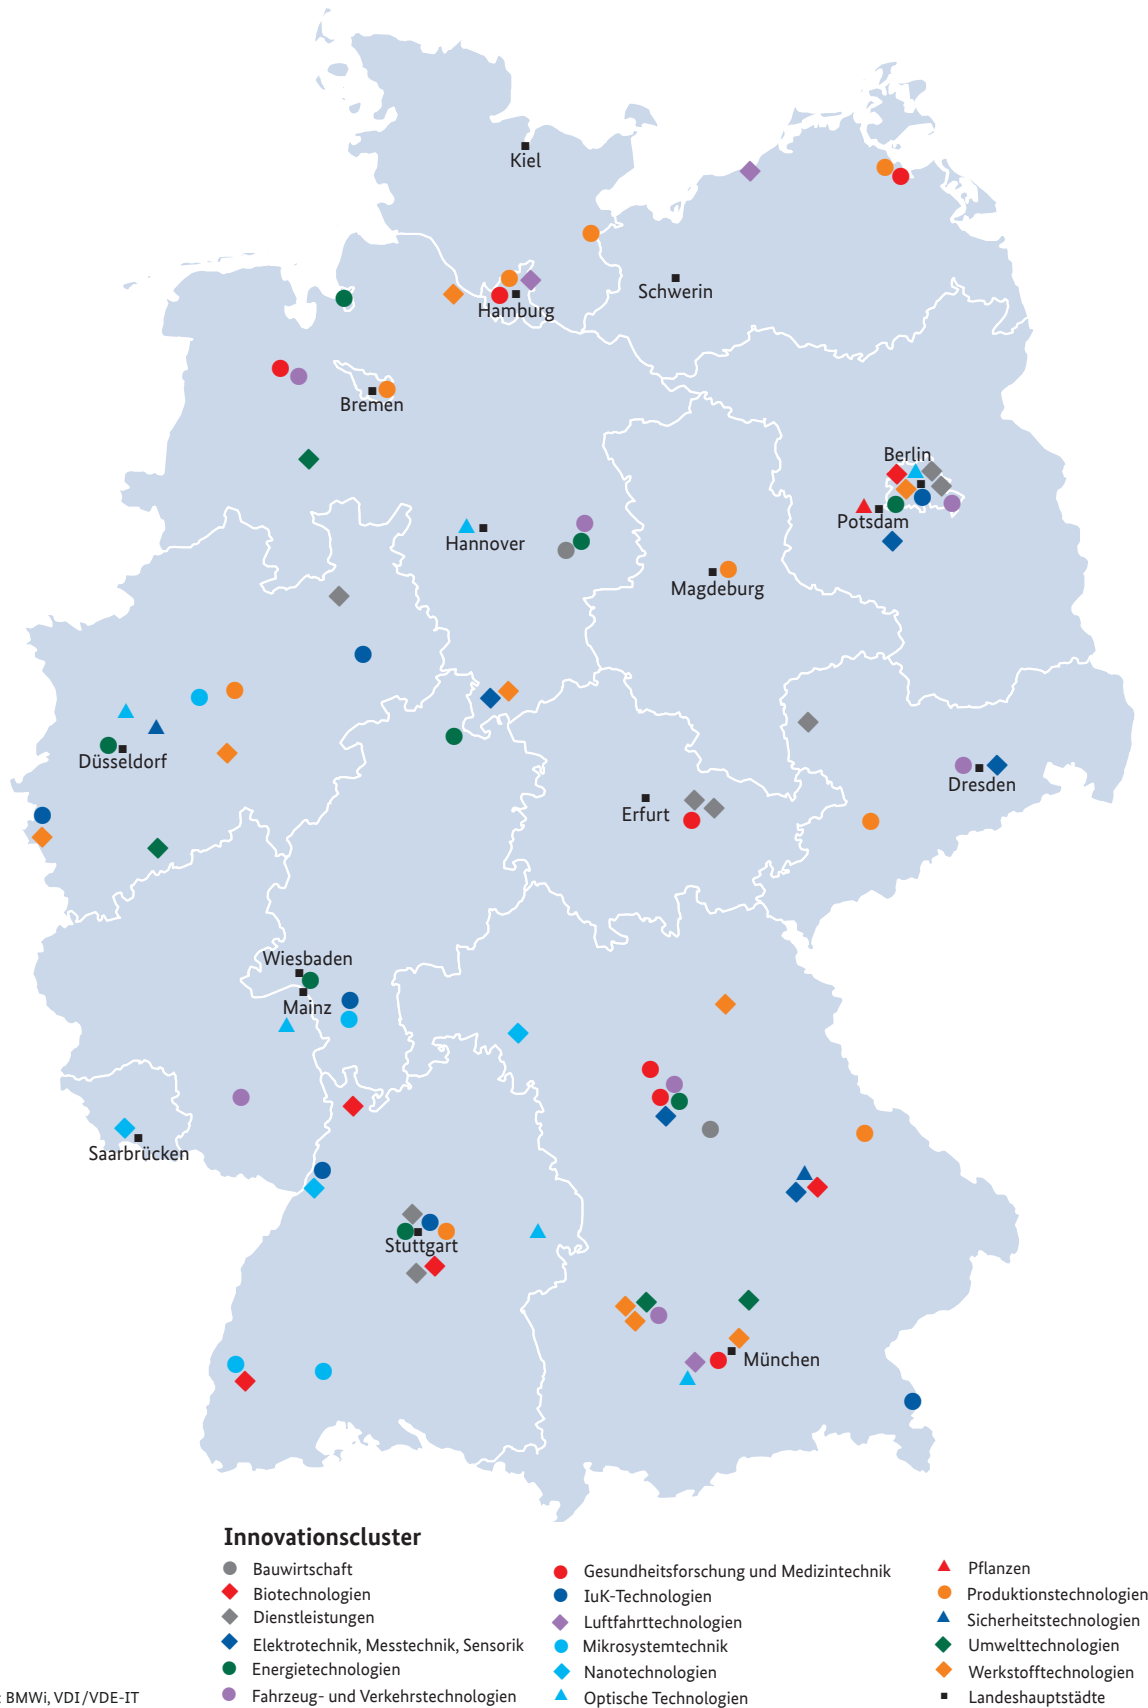 Kiel
Schwerin
Hamburg
Bremen
Berlin
Potsdam
Hannover
Magdeburg
Düsseldorf
Dresden
Erfurt
Wiesbaden
Mainz
Saarbrücken
Stuttgart
München
Innovationscluster
Bauwirtschaft
Biotechnologien
Dienstleistungen
Elektrotechnik, Messtechnik, Sensorik
Energietechnologien
Fahrzeug- und Verkehrstechnologien
Gesundheitsforschung und Medizintechnik
IuK-Technologien
Luftfahrttechnologien
Mikrosystemtechnik
Nanotechnologien
Optische Technologien
Pflanzen
Produktionstechnologien
Sicherheitstechnologien
Umwelttechnologien
Werkstofftechnologien
Landeshauptstädte
: BMWi, VDI/VDE-IT